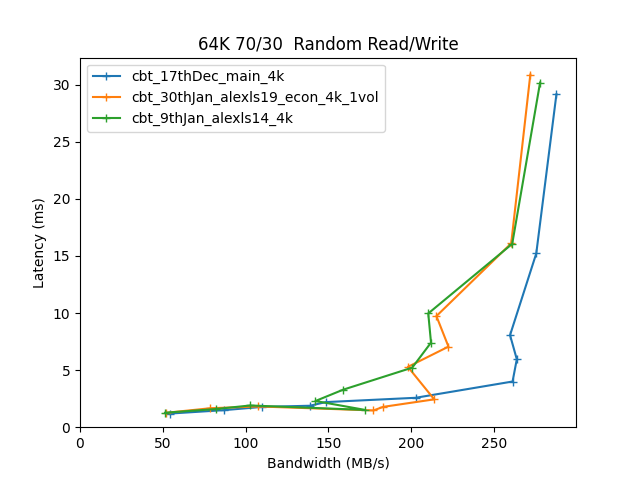 64K 70/30  Random Read/Write
cbt_17thDec_main_4k
cbt_30thJan_alexls19_econ_4k_1vol
cbt_9thJan_alexls14_4k
Latency (ms)
30
25
20
15
10
5
0
0 50 100 150 200 250
Bandwidth (MB/s)